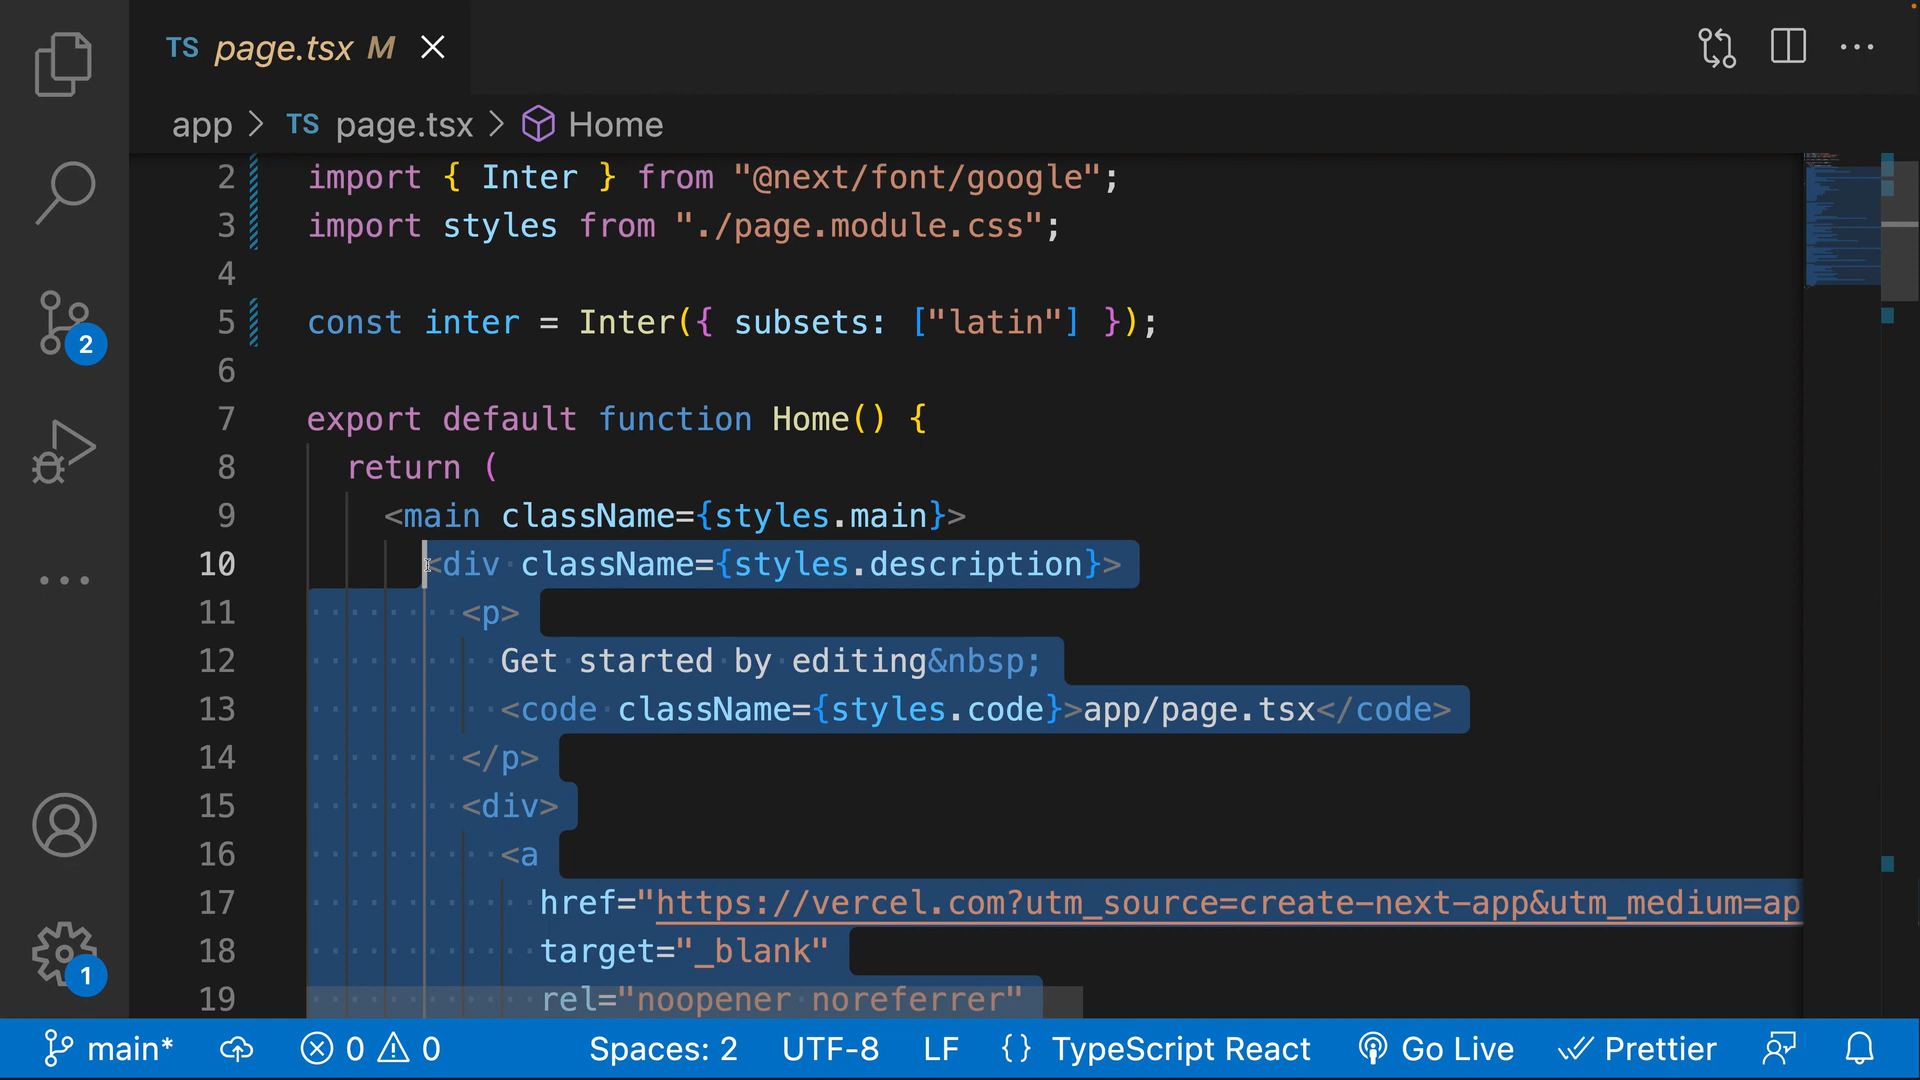 TS page.tsx M
app > TS page.tsx > Home
2 import { Inter } from "@next/font/google";
3 import styles from "./page.module.css";
4
5 const inter = Inter({ subsets: ["latin"] });
6
7 export default function Home() {
8 return (
9 <main className={styles.main}>
10 <div className={styles.description}>
11 <p>
12 Get started by editing&nbsp;
13 <code className={styles.code}>app/page.tsx</code>
14 </p>
15 <div>
16 <a
17 href="https://vercel.com?utm_source=create-next-app&utm_medium=ap
18 target="_blank"
19 rel="noopener noreferrer"
2
1
main* 0 0 Spaces: 2 UTF-8 LF {} TypeScript React Go Live Prettier